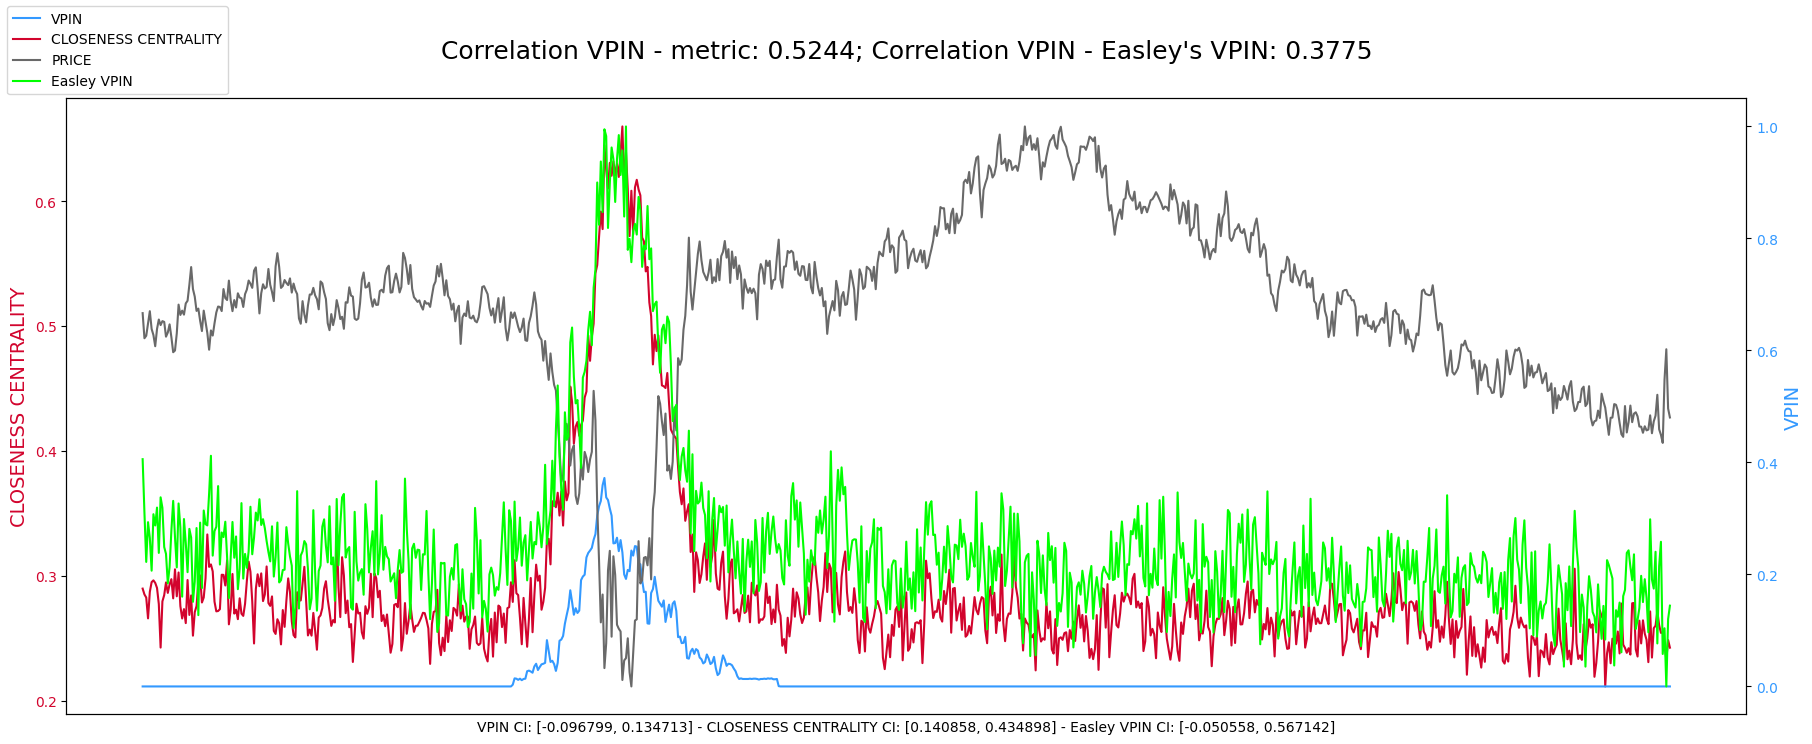 VPIN
CLOSENESS CENTRALITY
PRICE
Easley VPIN
Correlation VPIN - metric: 0.5244; Correlation VPIN - Easley's VPIN: 0.3775
CLOSENESS CENTRALITY
0.6
0.5
0.4
0.3
0.2
1.0
0.8
0.6
0.4
0.2
0.0
VPIN
VPIN CI: [-0.096799, 0.134713] - CLOSENESS CENTRALITY CI: [0.140858, 0.434898] - Easley VPIN CI: [-0.050558, 0.567142]